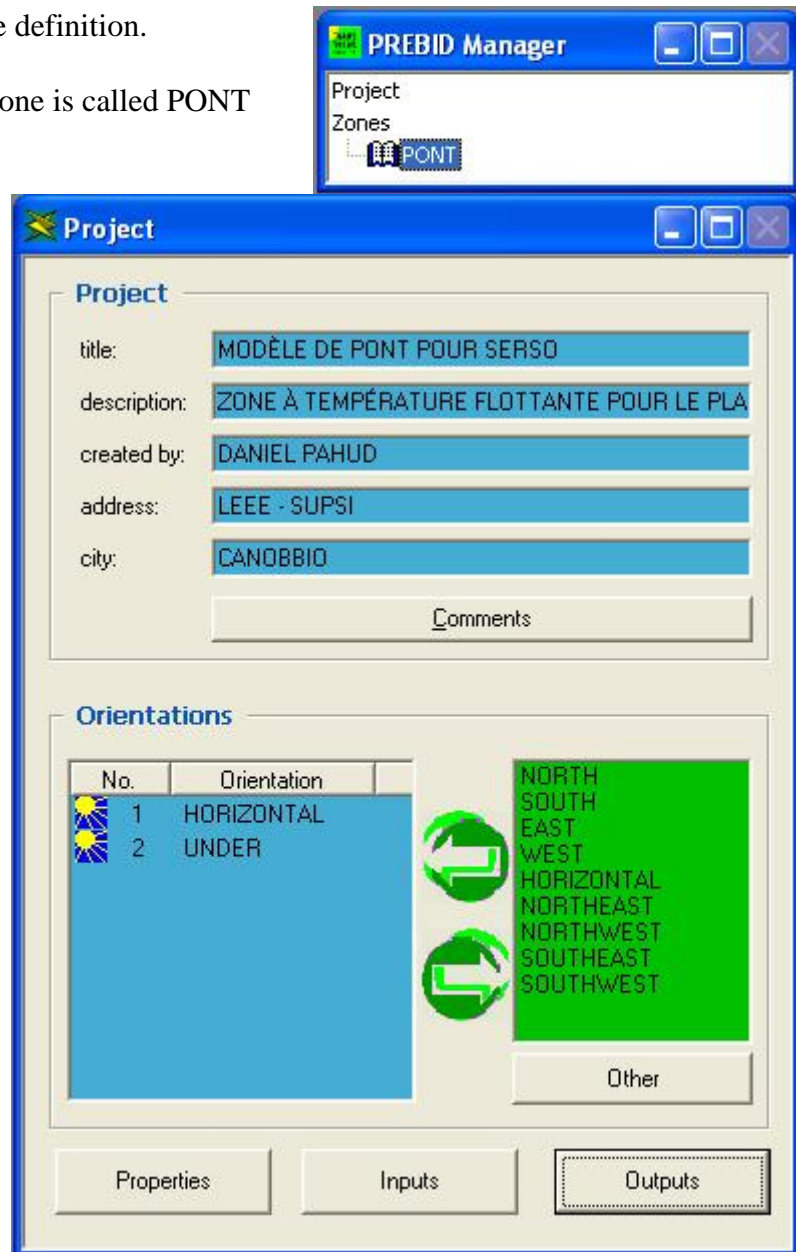 e definition.
one is called PONT
PREBID Manager
Project
Zones
PONT
Project
Project
title: MODÈLE DE PONT POUR SERSO
description: ZONE À TEMPÉRATURE FLOTTANTE POUR LE PLA
created by: DANIEL PAHUD
address: LEEE - SUPSI
city: CANOBBIO
Comments
Orientations
No. Orientation
1 HORIZONTAL
2 UNDER
NORTH
SOUTH
EAST
WEST
HORIZONTAL
NORTHEAST
NORTHWEST
SOUTHEAST
SOUTHWEST
Other
Properties Inputs Outputs